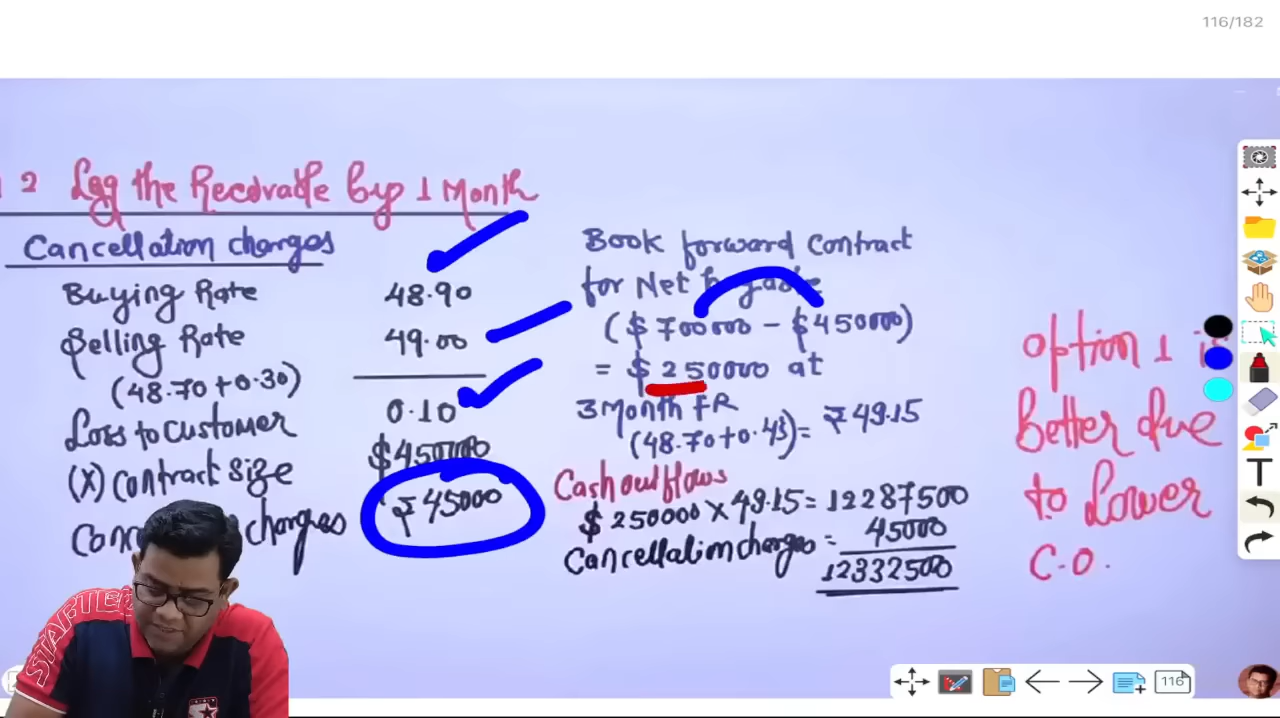 116/182
2 Lag the Receivable by 1 Month
Cancellation charges
Buying Rate 48.90
Selling Rate 49.00
(48.70+0.30)
0.10
Loss to customer
$450000
(X) Contract size
₹45000
charges
Book forward Contract
for Net
($700000 - $450000)
= $250000 at
3 Month FR
(48.70+0.45) = ₹49.15
Cash outflows
$250000 × 49.15 = 12287500
Cancellation charges = 45000
12332500
option 1 is
Better due
to Lower
C.O.
STARTER
116